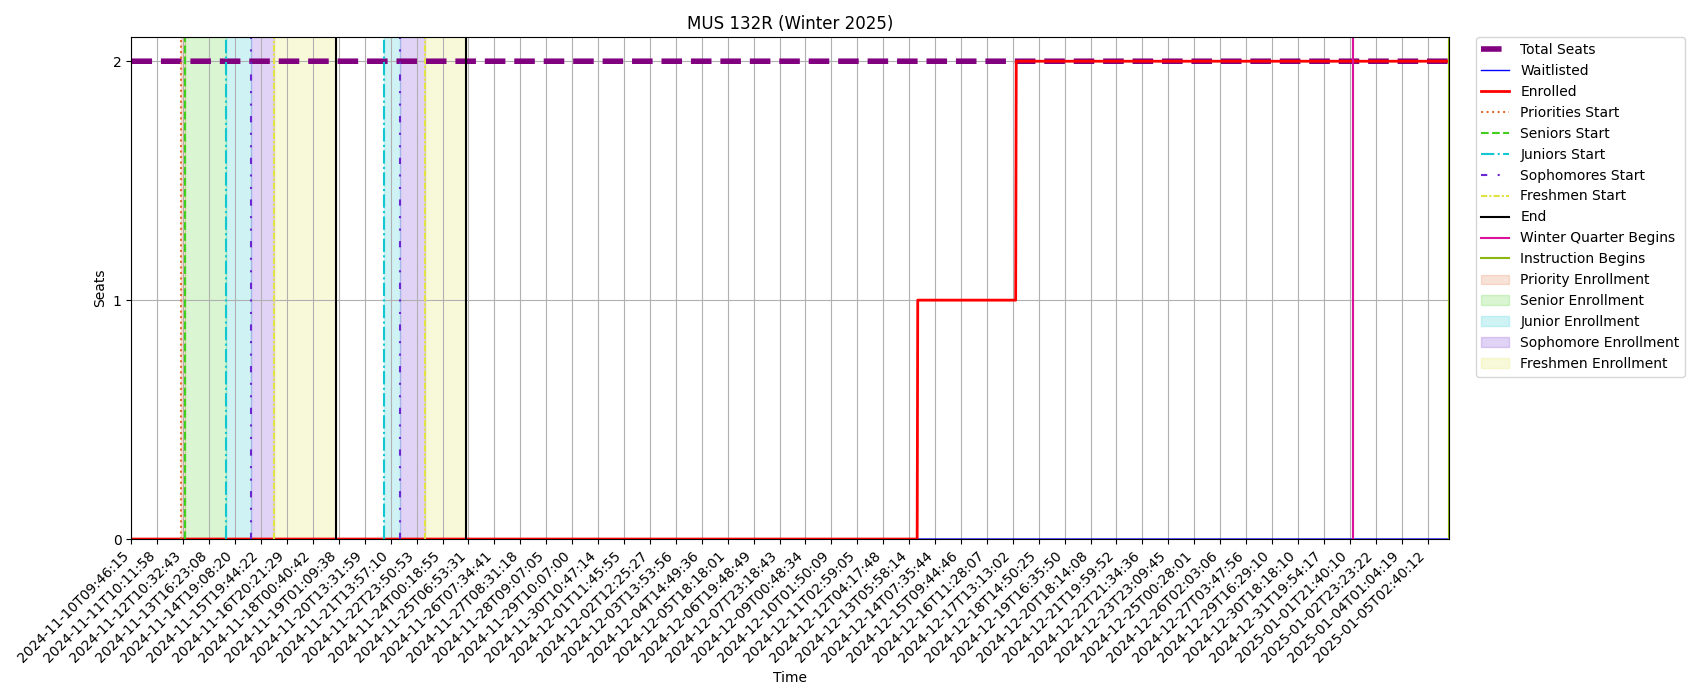 MUS 132R (Winter 2025)
2
1
0
Seats
Total Seats
Waitlisted
Enrolled
Priorities Start
Seniors Start
Juniors Start
Sophomores Start
Freshmen Start
End
Winter Quarter Begins
Instruction Begins
Priority Enrollment
Senior Enrollment
Junior Enrollment
Sophomore Enrollment
Freshmen Enrollment
2024-11-10T09:46:15
2024-11-11T10:11:58
2024-11-12T10:32:43
2024-11-13T16:23:08
2024-11-14T19:08:20
2024-11-15T19:44:22
2024-11-16T20:21:29
2024-11-18T00:40:42
2024-11-19T01:09:38
2024-11-20T13:31:59
2024-11-21T13:57:10
2024-11-22T23:50:53
2024-11-24T00:18:55
2024-11-25T06:53:31
2024-11-26T07:34:41
2024-11-27T08:31:18
2024-11-28T09:07:05
2024-11-29T10:07:00
2024-11-30T10:47:14
2024-12-01T11:45:55
2024-12-02T12:25:27
2024-12-03T13:53:56
2024-12-04T14:49:36
2024-12-05T18:18:01
2024-12-06T19:48:49
2024-12-07T23:18:43
2024-12-09T00:48:34
2024-12-10T01:50:09
2024-12-11T02:59:05
2024-12-12T04:17:48
2024-12-13T05:58:14
2024-12-14T07:35:44
2024-12-15T09:44:46
2024-12-16T11:28:07
2024-12-17T13:13:02
2024-12-18T14:50:25
2024-12-19T16:35:50
2024-12-20T18:14:08
2024-12-21T19:59:52
2024-12-22T21:34:36
2024-12-23T23:09:45
2024-12-25T00:28:01
2024-12-26T02:03:06
2024-12-27T03:47:56
2024-12-29T16:29:10
2024-12-30T18:18:10
2024-12-31T19:54:17
2025-01-01T21:40:10
2025-01-02T23:23:22
2025-01-04T01:04:19
2025-01-05T02:40:12
Time